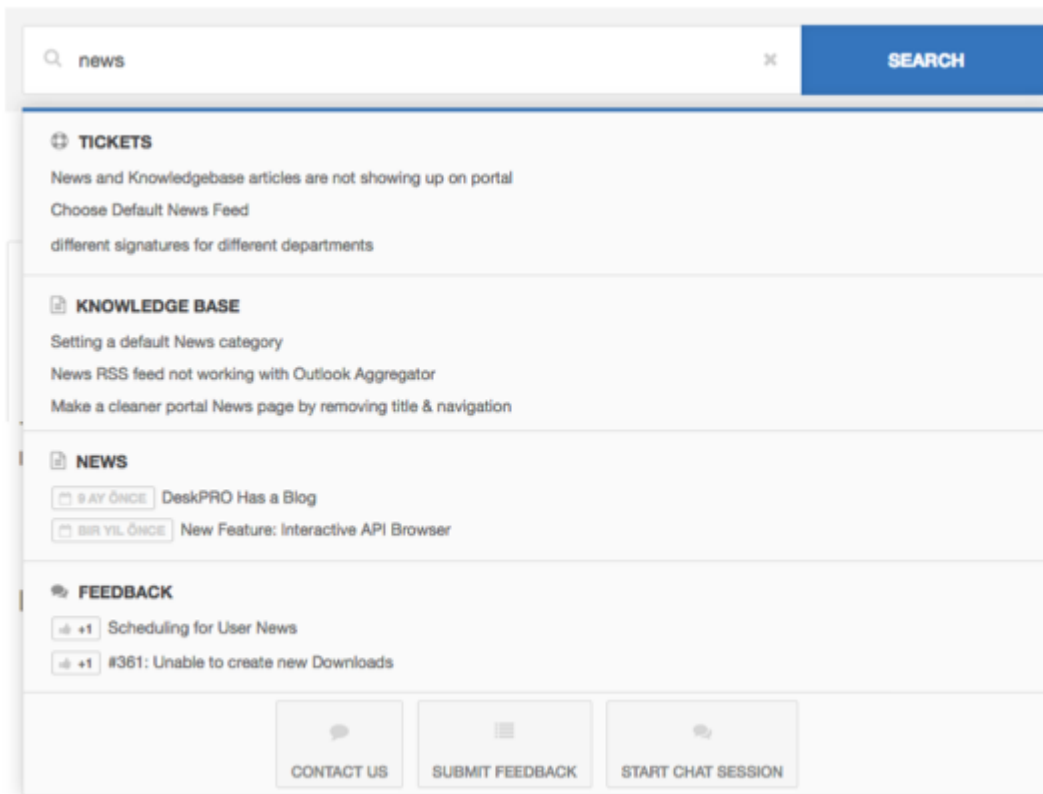 news
SEARCH
TICKETS
News and Knowledgebase articles are not showing up on portal
Choose Default News Feed
different signatures for different departments
KNOWLEDGE BASE
Setting a default News category
News RSS feed not working with Outlook Aggregator
Make a cleaner portal News page by removing title & navigation
NEWS
9 AY ÖNCE DeskPRO Has a Blog
BIR YIL ÖNCE New Feature: Interactive API Browser
FEEDBACK
+1 Scheduling for User News
+1 #361: Unable to create new Downloads
CONTACT US SUBMIT FEEDBACK START CHAT SESSION